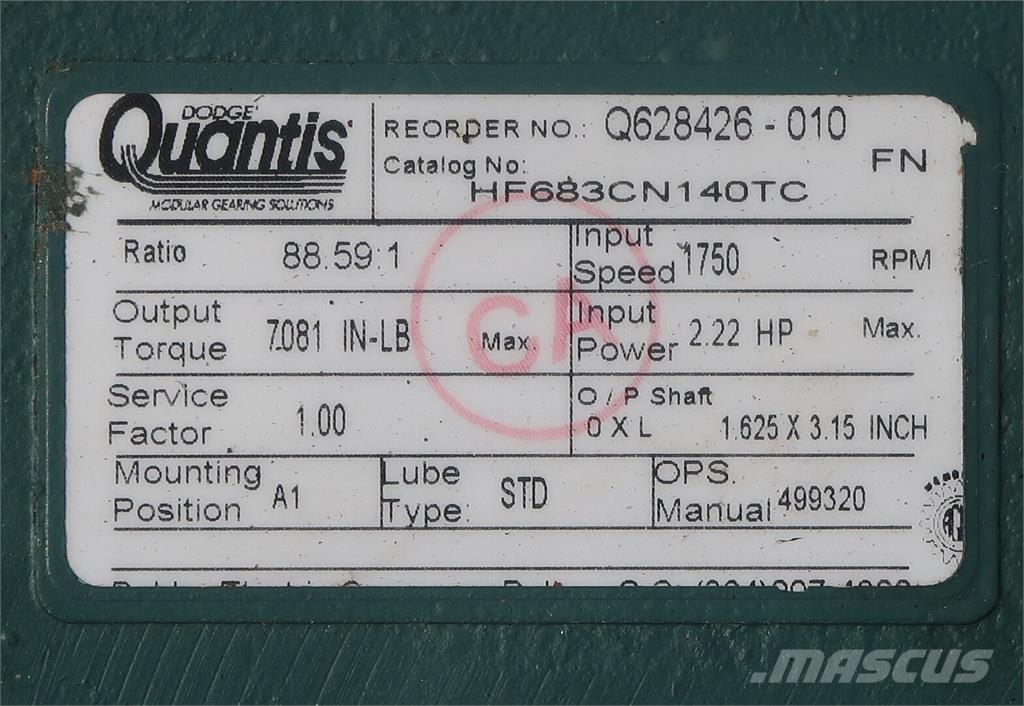 DODGE
Quantis
MODULAR GEARING SOLUTIONS
REORDER NO.: Q628426-010
Catalog No: FN
HF683CN140TC
Ratio 88.59:1
Input Speed 1750 RPM
Output Torque 7081 IN-LB Max.
Input Power 2.22 HP Max.
Service Factor 1.00
O / P Shaft
O X L 1.625 X 3.15 INCH
Mounting Position A1
Lube Type: STD
OPS. Manual 499320
CA
MASCUS